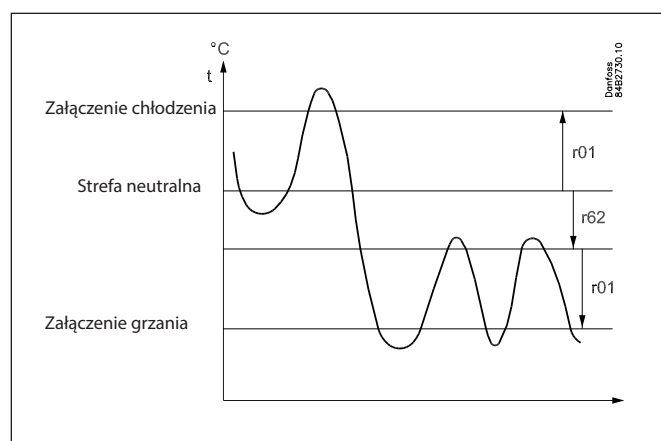 °C
t
Danfoss
84B2730.10
Załączenie chłodzenia
r01
Strefa neutralna
r62
r01
Załączenie grzania